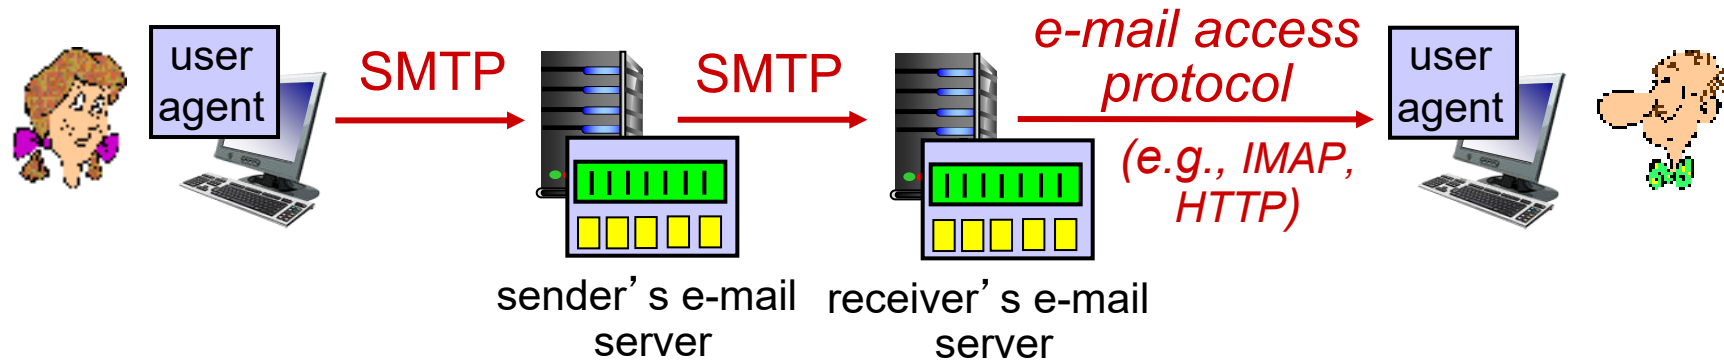 user
agent
SMTP
SMTP
e-mail access
protocol
(e.g., IMAP,
HTTP)
user
agent
sender’s e-mail
server
receiver’s e-mail
server